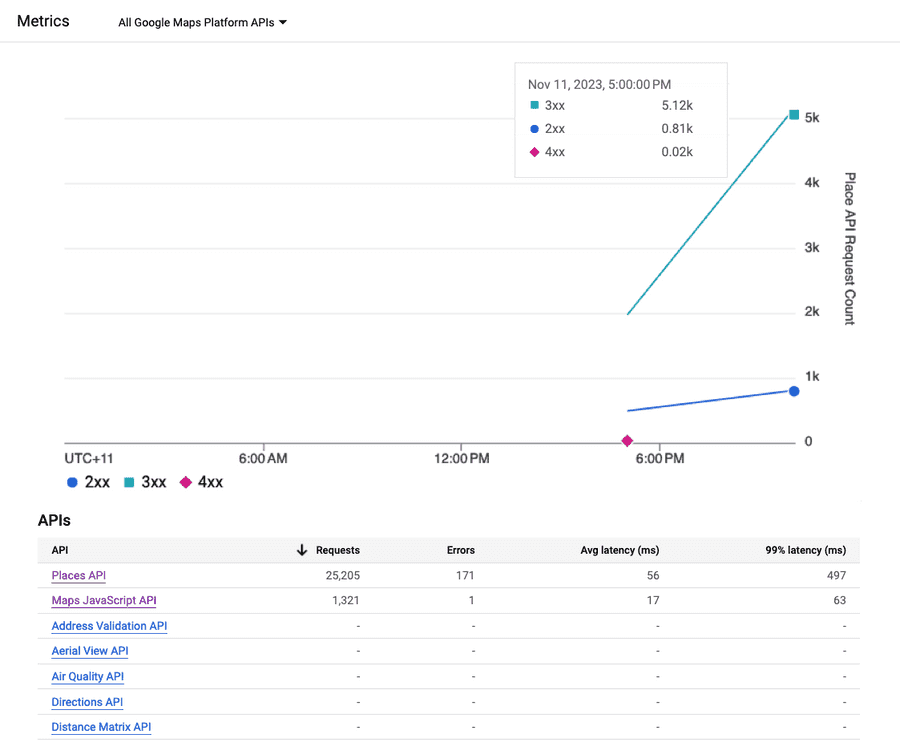 Metrics All Google Maps Platform APIs
Nov 11, 2023, 5:00:00 PM
3xx 5.12k
2xx 0.81k
4xx 0.02k
5k
4k
3k
2k
1k
0
Place API Request Count
UTC+11 6:00 AM 12:00 PM 6:00 PM
2xx 3xx 4xx
APIs
API Requests Errors Avg latency (ms) 99% latency (ms)
Places API 25,205 171 56 497
Maps JavaScript API 1,321 1 17 63
Address Validation API - - - -
Aerial View API - - - -
Air Quality API - - - -
Directions API - - - -
Distance Matrix API - - - -